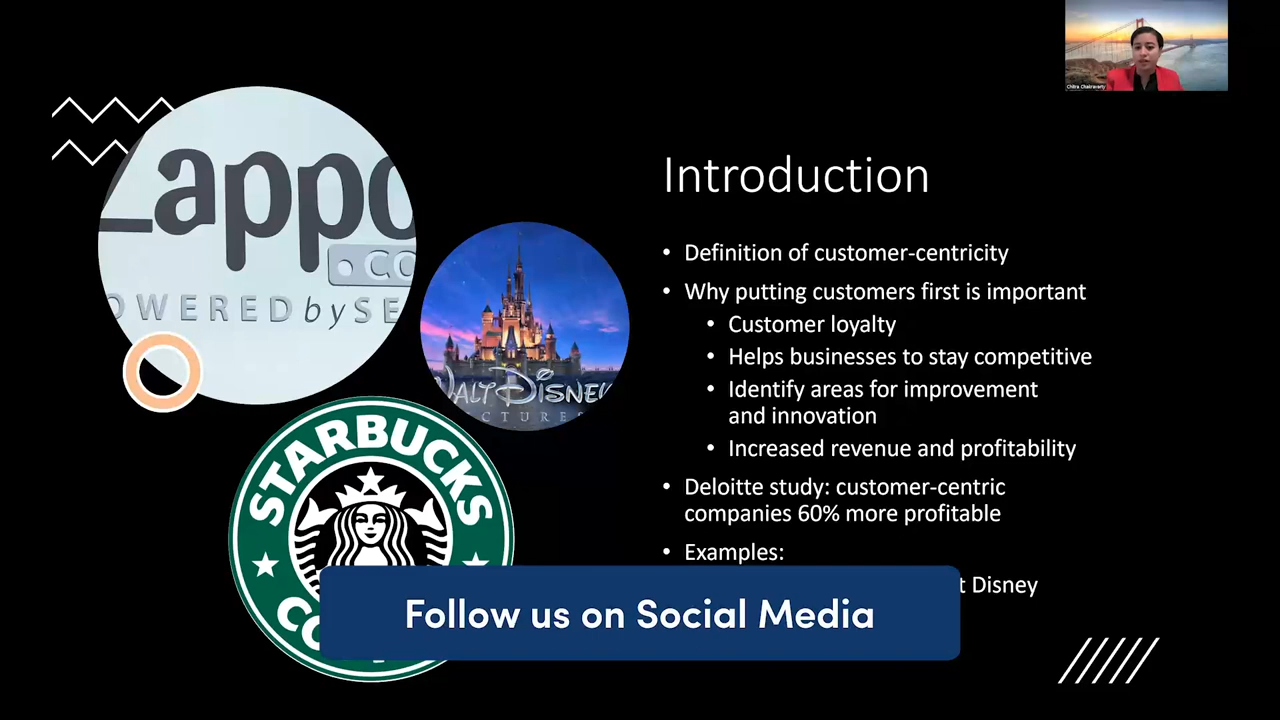 Chitra Chakravarty
Zappo
CO
POWERED by SE
WALT DISNEY
PICTURES
STARBUCKS
CO
Introduction
• Definition of customer-centricity
• Why putting customers first is important
• Customer loyalty
• Helps businesses to stay competitive
• Identify areas for improvement
and innovation
• Increased revenue and profitability
• Deloitte study: customer-centric
companies 60% more profitable
• Examples:
t Disney
Follow us on Social Media